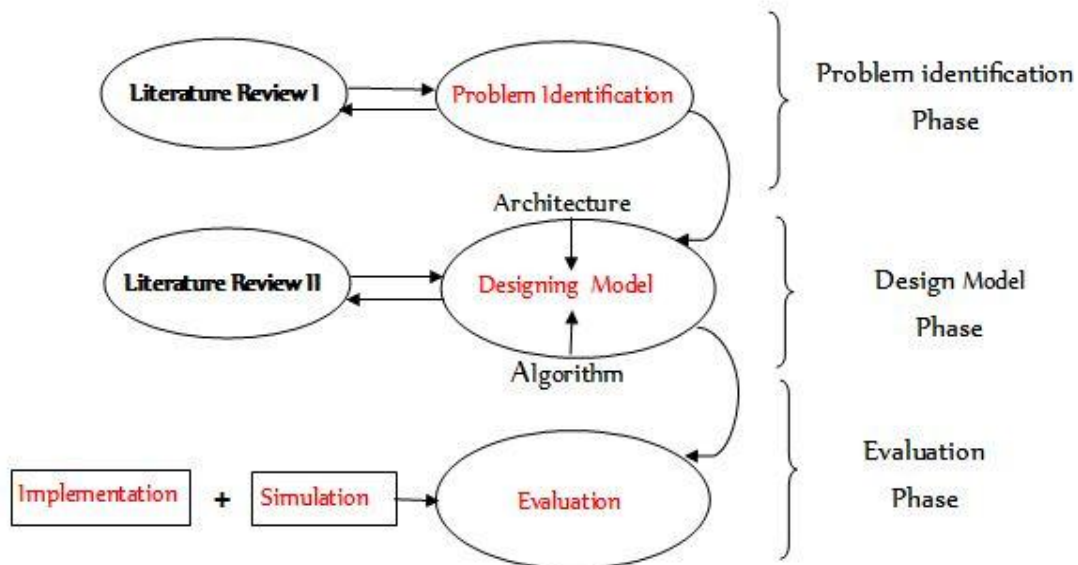 Literature Review I
Problem Identification
Problem identification
Phase
Architecture
Literature Review II
Designing Model
Design Model
Phase
Algorithm
Implementation
+
Simulation
Evaluation
Evaluation
Phase